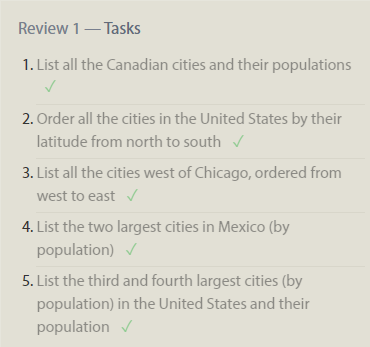 Review 1 — Tasks
1. List all the Canadian cities and their populations
✓
2. Order all the cities in the United States by their
latitude from north to south ✓
3. List all the cities west of Chicago, ordered from
west to east ✓
4. List the two largest cities in Mexico (by
population) ✓
5. List the third and fourth largest cities (by
population) in the United States and their
population ✓